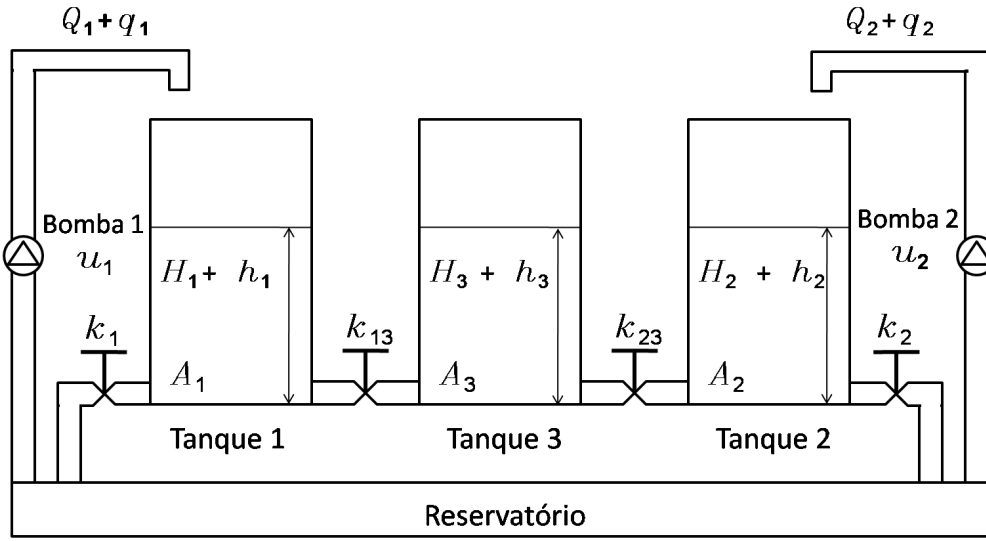 Q₁ + q₁
Q₂ + q₂
Bomba 1
u₁
Bomba 2
u₂
H₁ + h₁
H₃ + h₃
H₂ + h₂
k₁
k₁₃
k₂₃
k₂
A₁
A₃
A₂
Tanque 1
Tanque 3
Tanque 2
Reservatório